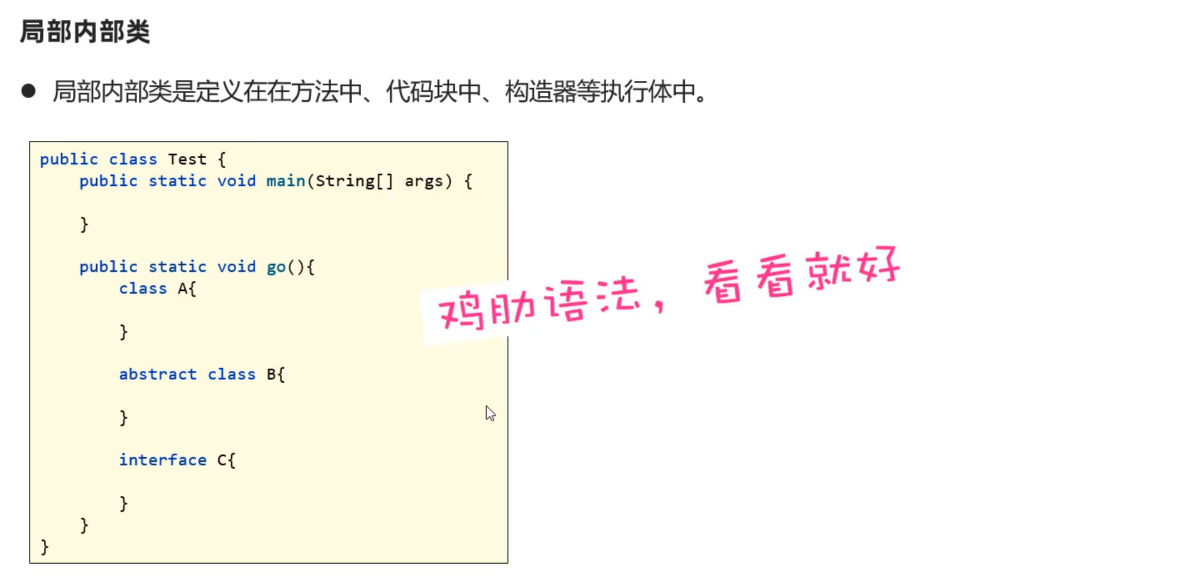 局部内部类
● 局部内部类是定义在在方法中、代码块中、构造器等执行体中。
public class Test {
    public static void main(String[] args) {
    }
    public static void go(){
        class A{
        }
        abstract class B{
        }
        interface C{
        }
    }
}
鸡肋语法，看看就好